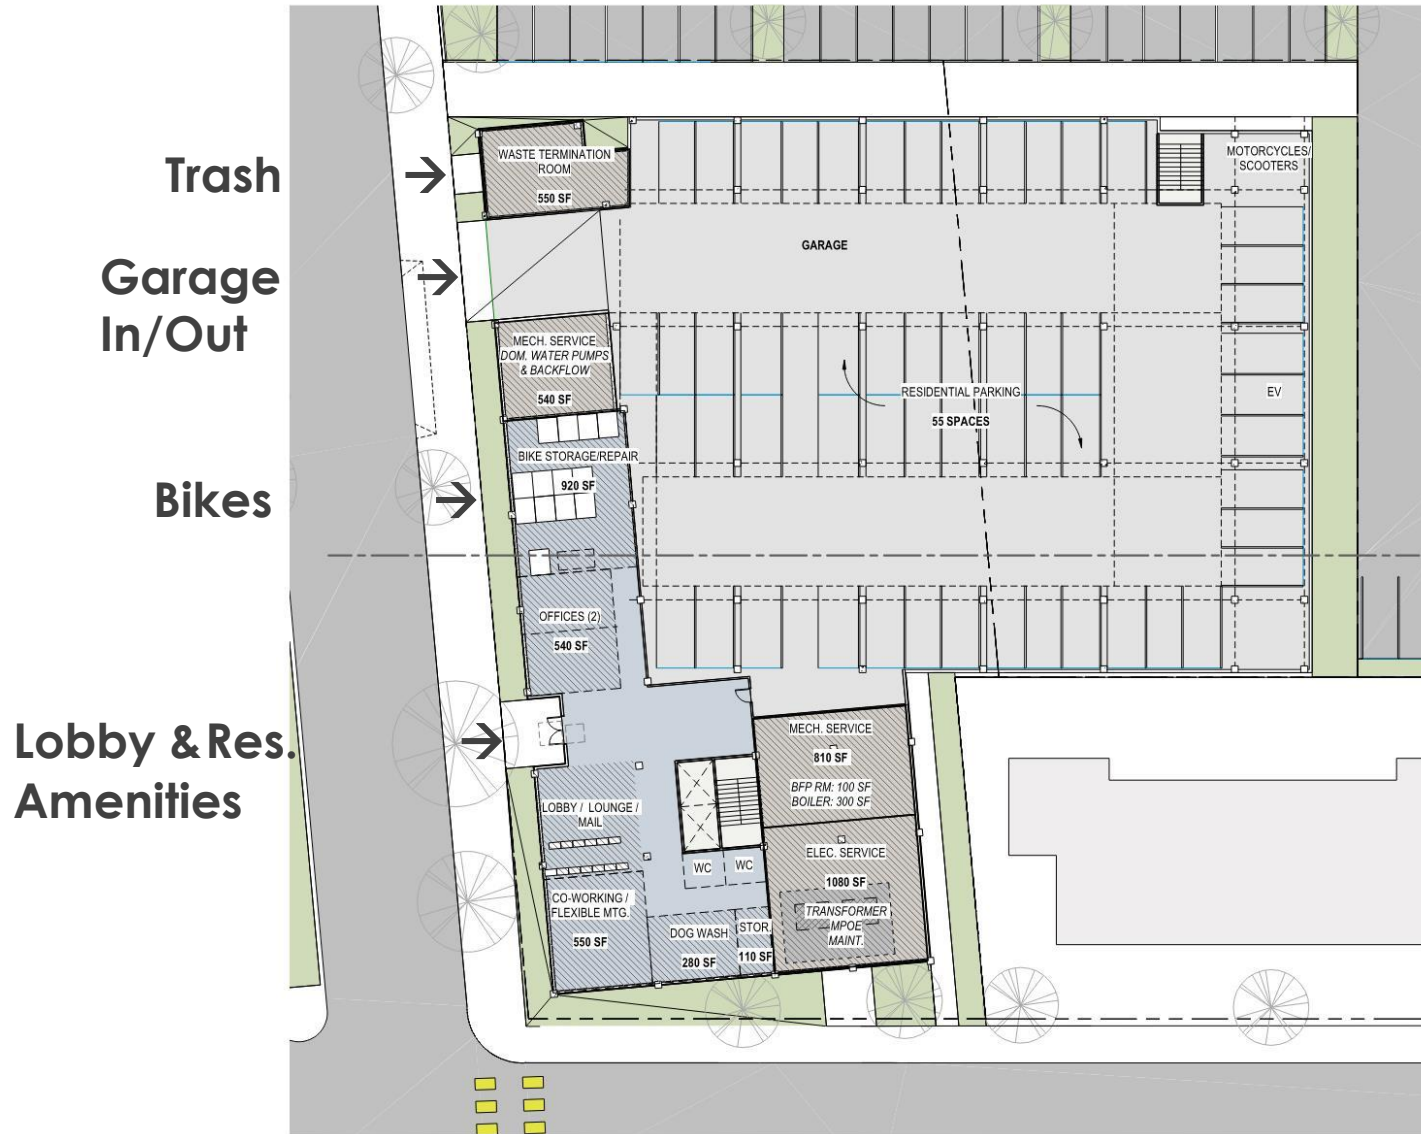 Trash
Garage
In/Out
Bikes
Lobby & Res.
Amenities
WASTE TERMINATION
ROOM
550 SF
MOTORCYCLES/
SCOOTERS
GARAGE
MECH. SERVICE
DOM. WATER PUMPS
& BACKFLOW
540 SF
RESIDENTIAL PARKING
55 SPACES
EV
BIKE STORAGE/REPAIR
920 SF
OFFICES (2)
540 SF
MECH. SERVICE
810 SF
BFP RM: 100 SF
BOILER: 300 SF
LOBBY / LOUNGE /
MAIL
WC
WC
ELEC. SERVICE
1080 SF
TRANSFORMER
MPOE
MAINT.
CO-WORKING /
FLEXIBLE MTG.
550 SF
DOG WASH
280 SF
STOR.
110 SF